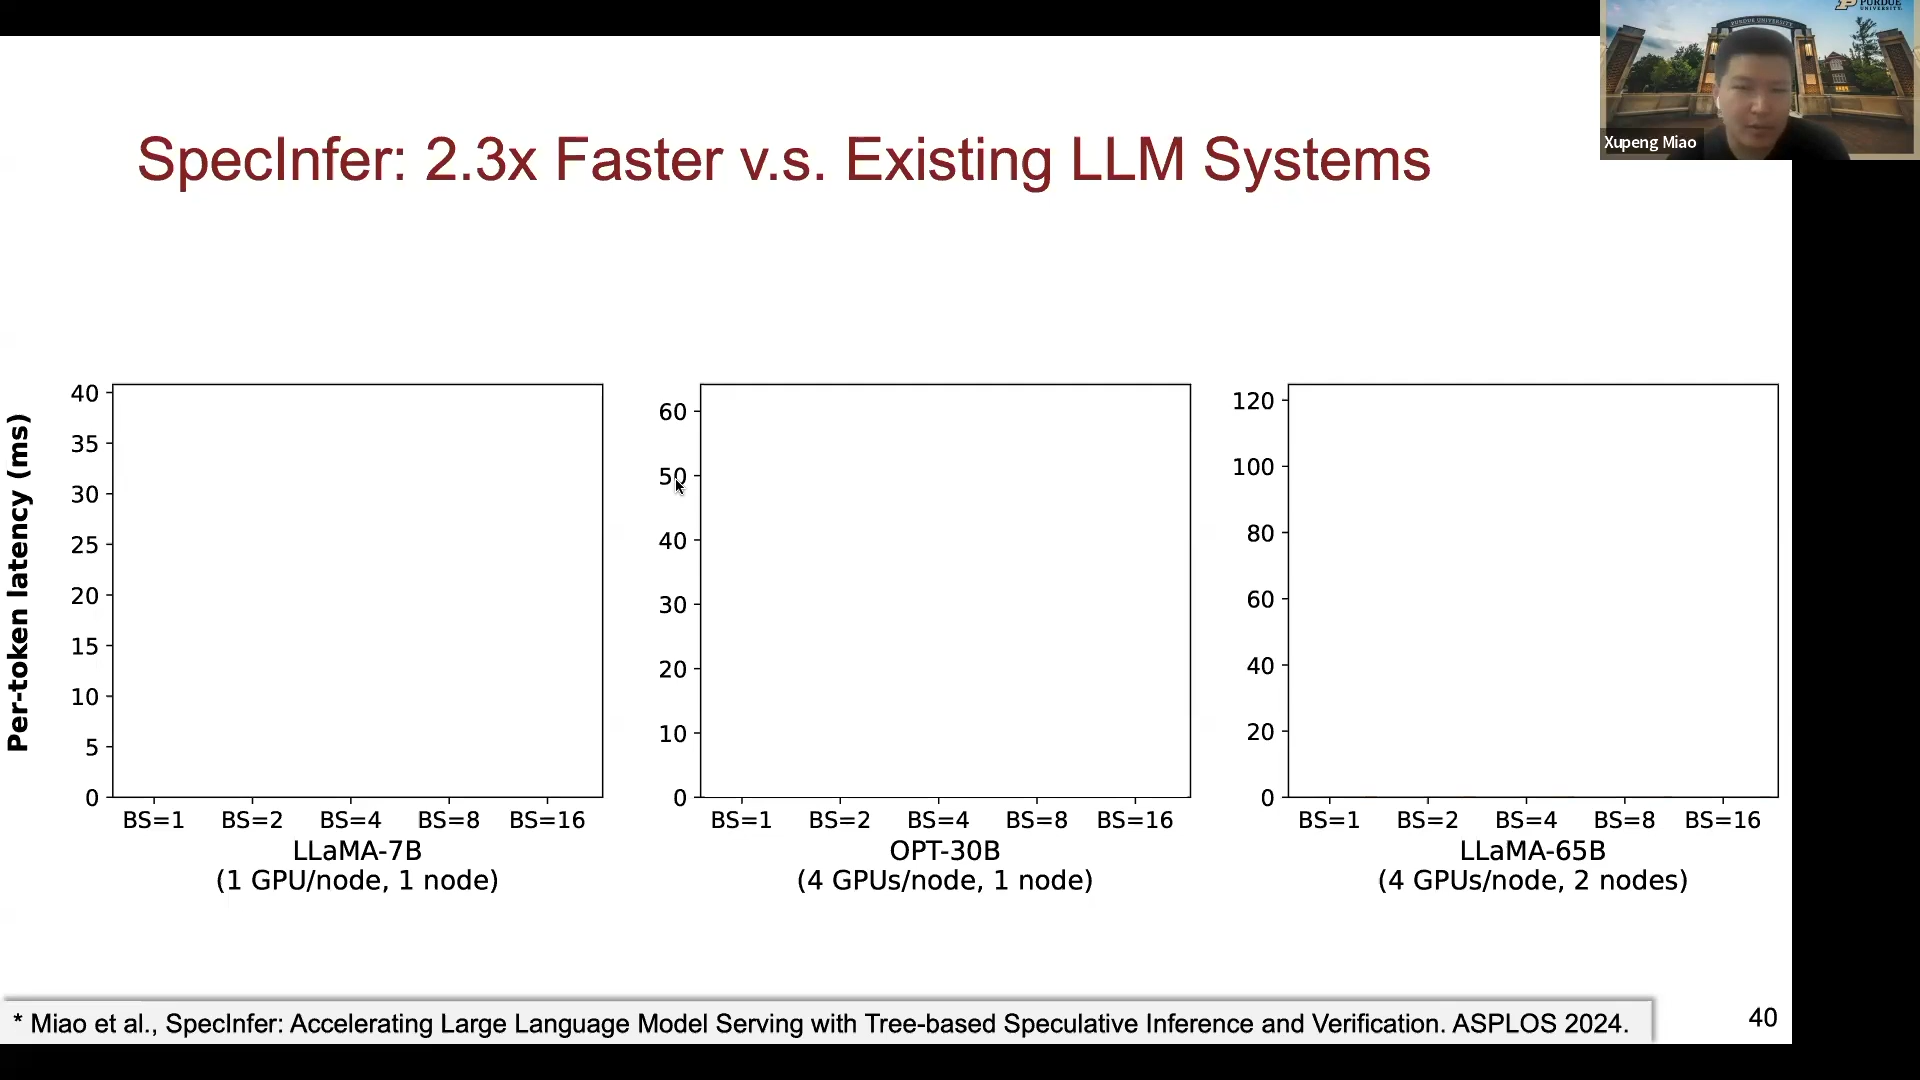 PURDUE
UNIVERSITY
PURDUE UNIVERSITY
Xupeng Miao
SpecInfer: 2.3x Faster v.s. Existing LLM Systems
Per-token latency (ms)
40
35
30
25
20
15
10
5
0
BS=1 BS=2 BS=4 BS=8 BS=16
LLaMA-7B
(1 GPU/node, 1 node)
60
50
40
30
20
10
0
BS=1 BS=2 BS=4 BS=8 BS=16
OPT-30B
(4 GPUs/node, 1 node)
120
100
80
60
40
20
0
BS=1 BS=2 BS=4 BS=8 BS=16
LLaMA-65B
(4 GPUs/node, 2 nodes)
* Miao et al., SpecInfer: Accelerating Large Language Model Serving with Tree-based Speculative Inference and Verification. ASPLOS 2024.
40